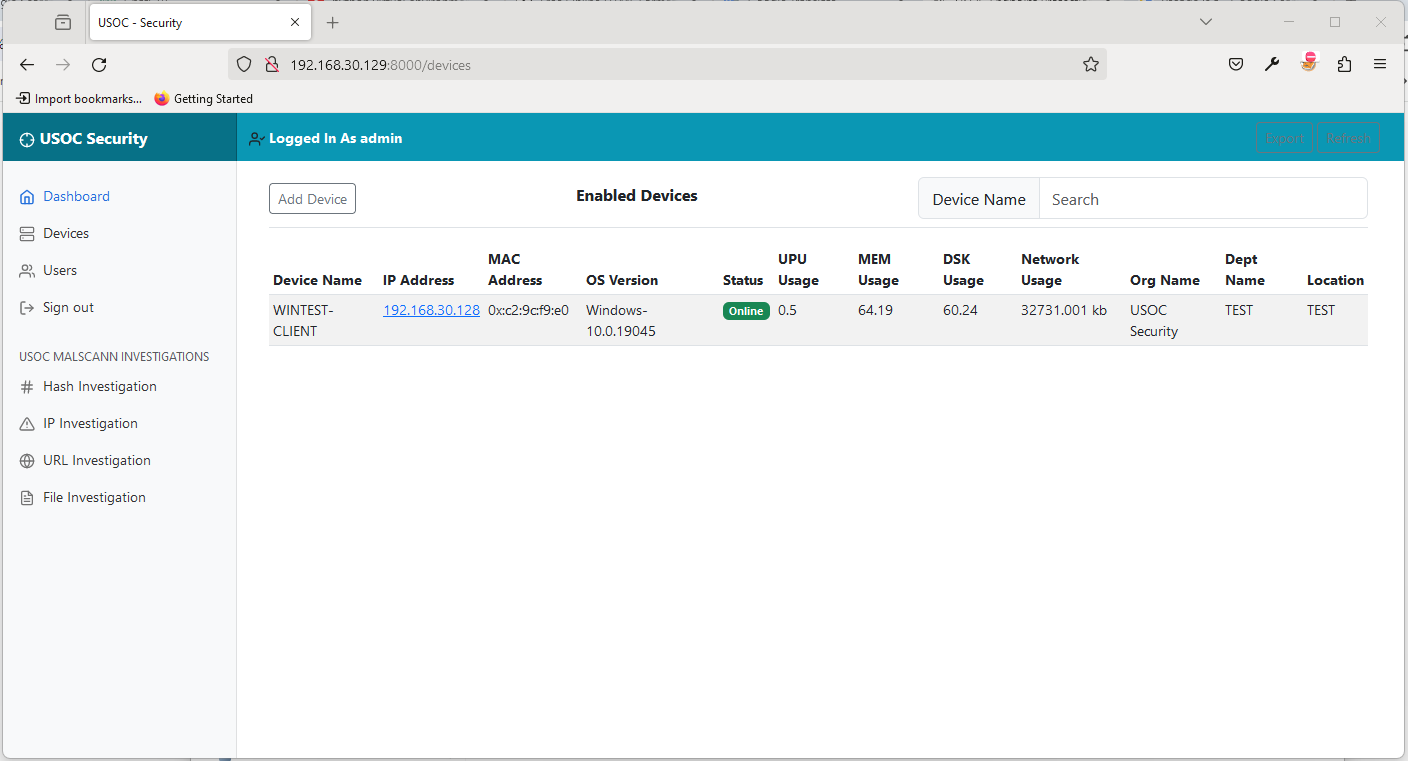 USOC - Security
192.168.30.129:8000/devices
Import bookmarks...
Getting Started
USOC Security
Logged In As admin
Export
Refresh
Dashboard
Devices
Users
Sign out
USOC MALSCANN INVESTIGATIONS
Hash Investigation
IP Investigation
URL Investigation
File Investigation
Add Device
Enabled Devices
Device Name
Search
Device Name
IP Address
MAC
Address
OS Version
Status
UPU
Usage
MEM
Usage
DSK
Usage
Network
Usage
Org Name
Dept
Name
Location
WINTEST-
CLIENT
192.168.30.128
0x:c2:9c:f9:e0
Windows-
10.0.19045
Online
0.5
64.19
60.24
32731.001 kb
USOC
Security
TEST
TEST